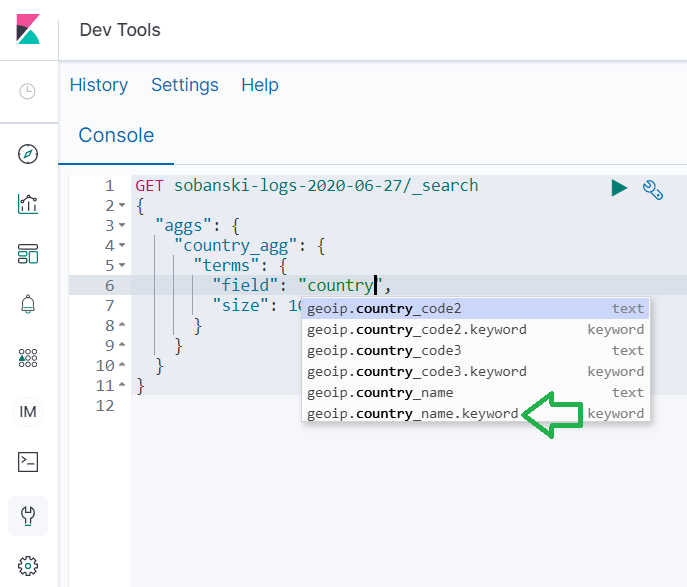 Dev Tools
History Settings Help
Console
1 GET sobanski-logs-2020-06-27/_search
2 {
3 "aggs": {
4 "country_agg": {
5 "terms": {
6 "field": "country",
7 "size": 10
geoip.country_code2 text
8 }
geoip.country_code2.keyword keyword
9 }
geoip.country_code3 text
10 }
geoip.country_code3.keyword keyword
11 }
geoip.country_name text
12
geoip.country_name.keyword keyword
IM